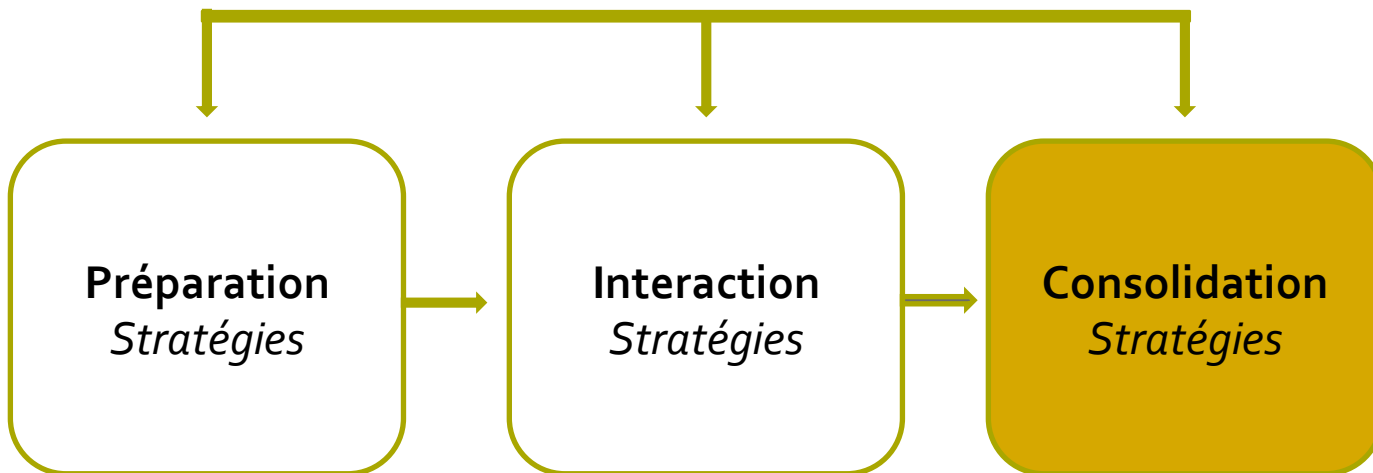 Préparation
Stratégies
Interaction
Stratégies
Consolidation
Stratégies